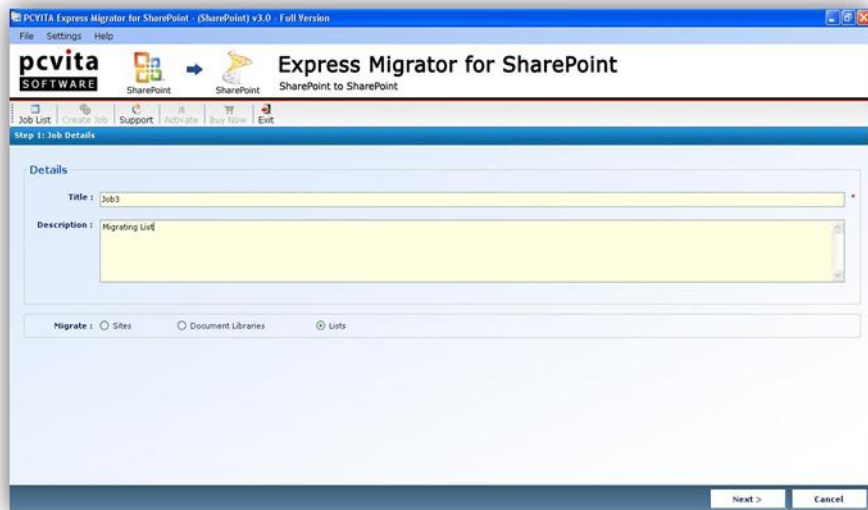 PCVITA Express Migrator for SharePoint - (SharePoint) v3.0 - Full Version
File Settings Help
pcvita
SOFTWARE
SharePoint
SharePoint
Express Migrator for SharePoint
SharePoint to SharePoint
Job List Create Job Support Activate Buy Now Exit
Step 1: Job Details
Details
Title : Job3 *
Description : Migrating List
Migrate : Sites Document Libraries Lists
Next > Cancel